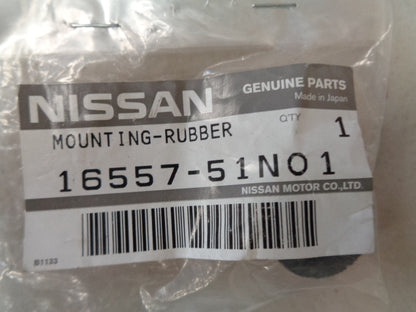 NISSAN
GENUINE PARTS
Made in Japan
MOUNTING-RUBBER
QTY 1
16557-51N01
NISSAN MOTOR CO.,LTD.
B1133